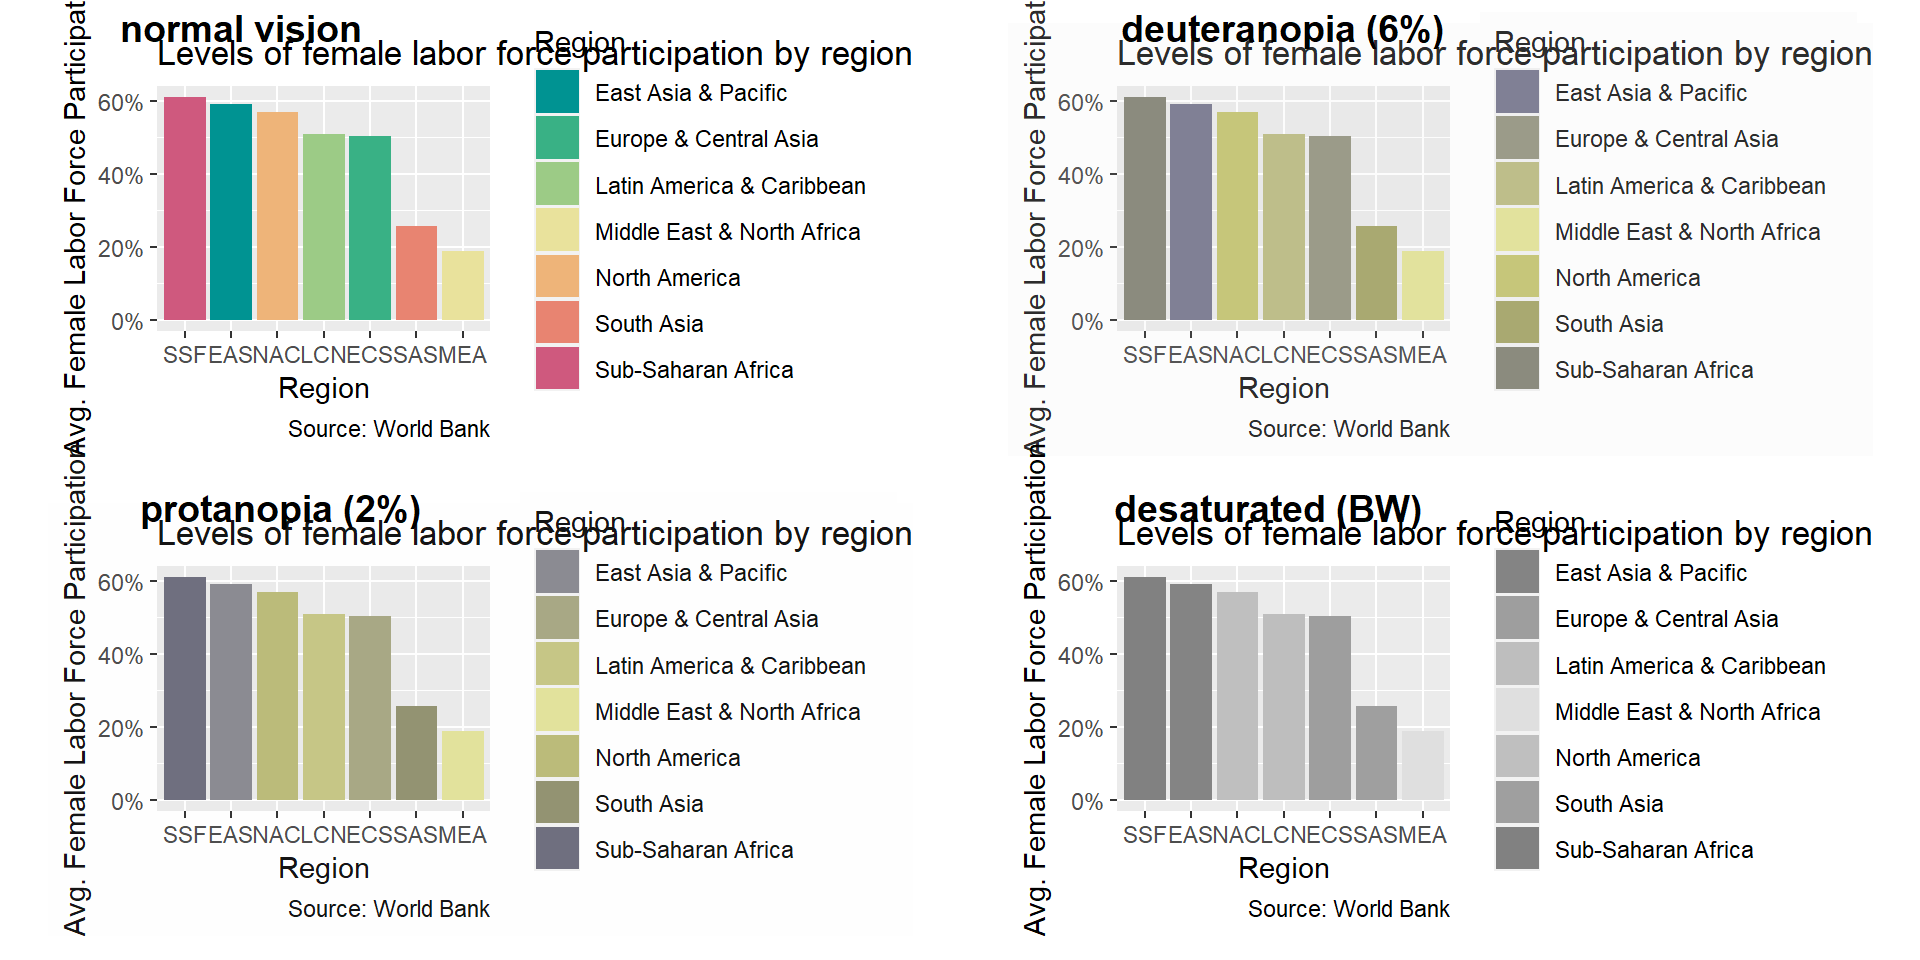 normal vision
Levels of female labor force participation by region
Avg. Female Labor Force Participat
60%
40%
20%
0%
SSF EAS NAC LCN ECS SAS MEA
Region
Source: World Bank
Region
East Asia & Pacific
Europe & Central Asia
Latin America & Caribbean
Middle East & North Africa
North America
South Asia
Sub-Saharan Africa
deuteranopia (6%)
Levels of female labor force participation by region
Avg. Female Labor Force Participat
60%
40%
20%
0%
SSF EAS NAC LCN ECS SAS MEA
Region
Source: World Bank
Region
East Asia & Pacific
Europe & Central Asia
Latin America & Caribbean
Middle East & North Africa
North America
South Asia
Sub-Saharan Africa
protanopia (2%)
Levels of female labor force participation by region
Avg. Female Labor Force Participation
60%
40%
20%
0%
SSF EAS NAC LCN ECS SAS MEA
Region
Source: World Bank
Region
East Asia & Pacific
Europe & Central Asia
Latin America & Caribbean
Middle East & North Africa
North America
South Asia
Sub-Saharan Africa
desaturated (BW)
Levels of female labor force participation by region
Avg. Female Labor Force Participation
60%
40%
20%
0%
SSF EAS NAC LCN ECS SAS MEA
Region
Source: World Bank
Region
East Asia & Pacific
Europe & Central Asia
Latin America & Caribbean
Middle East & North Africa
North America
South Asia
Sub-Saharan Africa